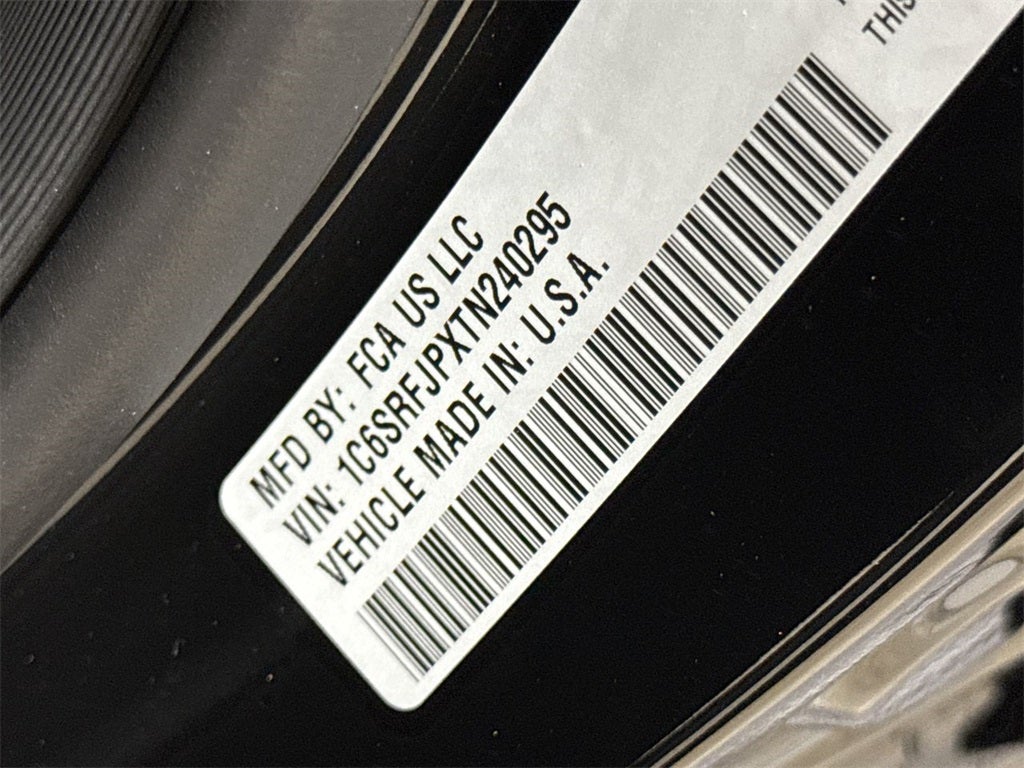 MFD BY: FCA US LLC
VIN: 1C6SRFJPXTN240295
VEHICLE MADE IN: U.S.A.
THIS